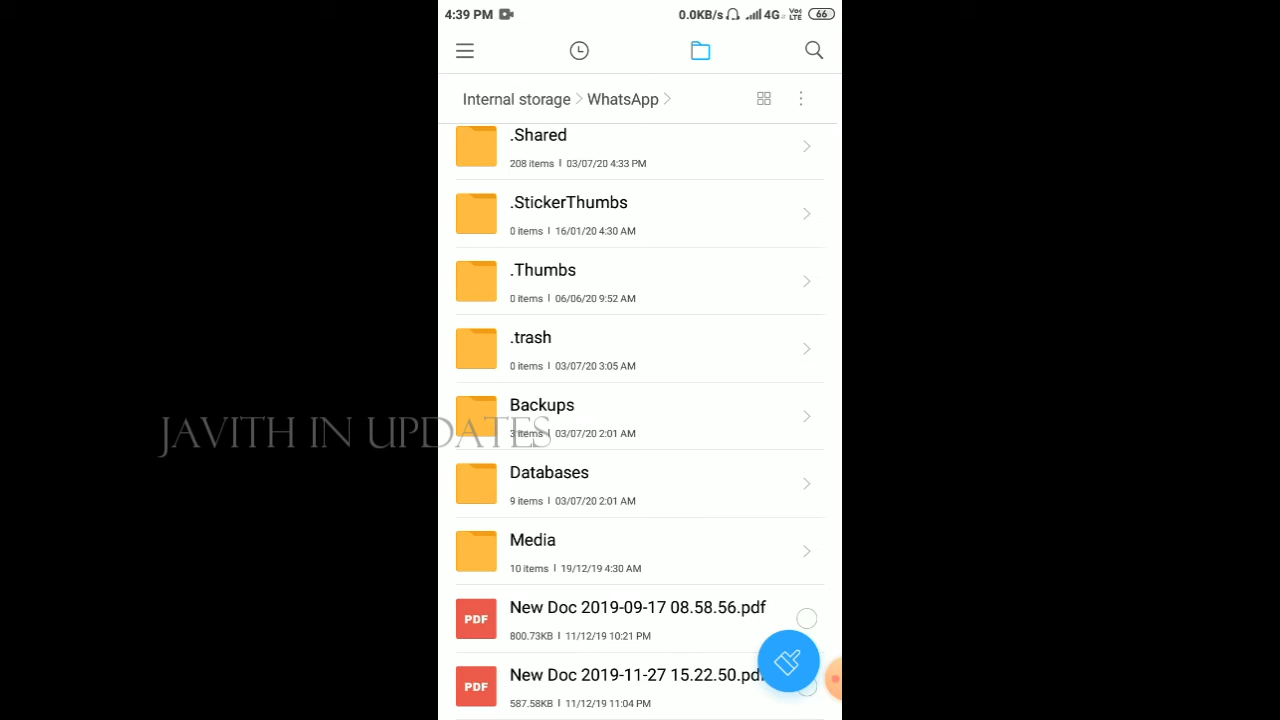 4:39 PM 0.0KB/s 4G Vo LTE 66
Internal storage WhatsApp
.Shared
208 items | 03/07/20 4:33 PM
.StickerThumbs
0 items | 16/01/20 4:30 AM
.Thumbs
0 items | 06/06/20 9:52 AM
.trash
0 items | 03/07/20 3:05 AM
Backups
JAVITH IN UPDATES
3 items | 03/07/20 2:01 AM
Databases
9 items | 03/07/20 2:01 AM
Media
10 items | 19/12/19 4:30 AM
PDF New Doc 2019-09-17 08.58.56.pdf
800.73KB | 11/12/19 10:21 PM
PDF New Doc 2019-11-27 15.22.50.pdf
587.58KB | 11/12/19 11:04 PM